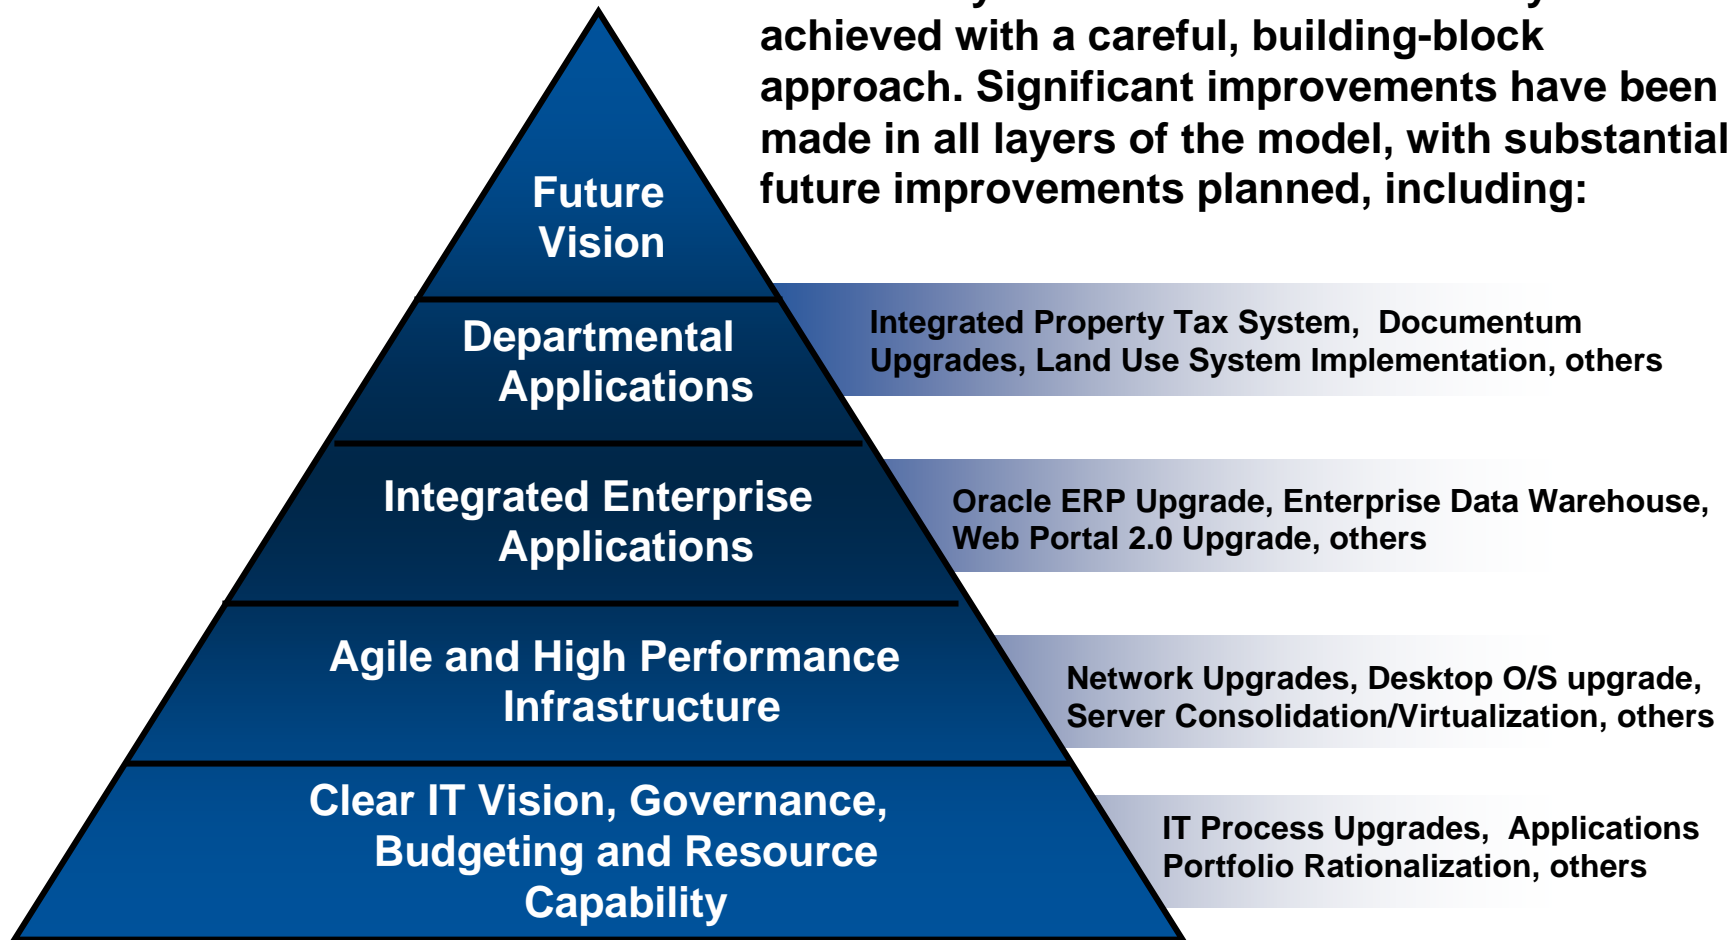 achieved with a careful, building-block
approach. Significant improvements have been
made in all layers of the model, with substantial
future improvements planned, including:
Future
Vision
Departmental
Applications
Integrated Property Tax System, Documentum
Upgrades, Land Use System Implementation, others
Integrated Enterprise
Applications
Oracle ERP Upgrade, Enterprise Data Warehouse,
Web Portal 2.0 Upgrade, others
Agile and High Performance
Infrastructure
Network Upgrades, Desktop O/S upgrade,
Server Consolidation/Virtualization, others
Clear IT Vision, Governance,
Budgeting and Resource
Capability
IT Process Upgrades, Applications
Portfolio Rationalization, others